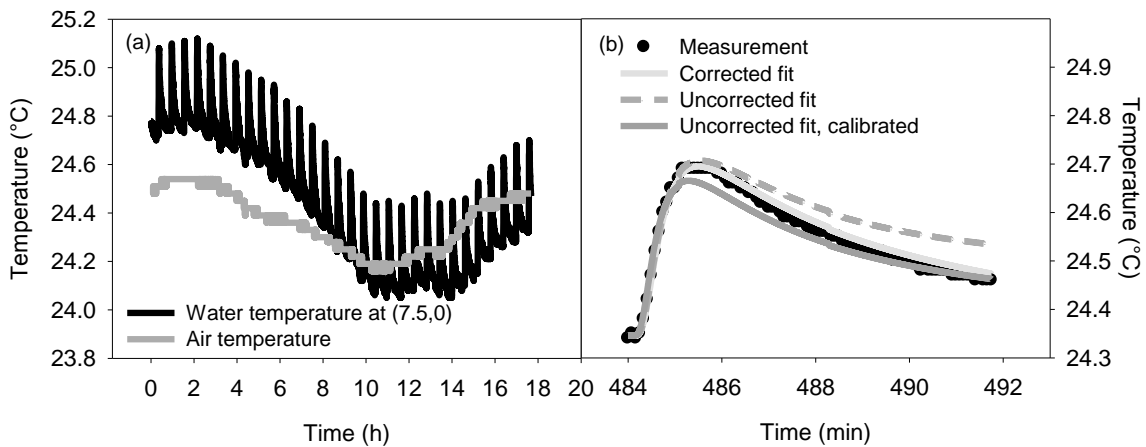 (a)
Temperature (°C)
25.2
25.0
24.8
24.6
24.4
24.2
24.0
23.8
Water temperature at (7.5,0)
Air temperature
0 2 4 6 8 10 12 14 16 18 20
Time (h)
(b)
Measurement
Corrected fit
Uncorrected fit
Uncorrected fit, calibrated
24.9
24.8
24.7
24.6
24.5
24.4
24.3
Temperature (°C)
484 486 488 490 492
Time (min)